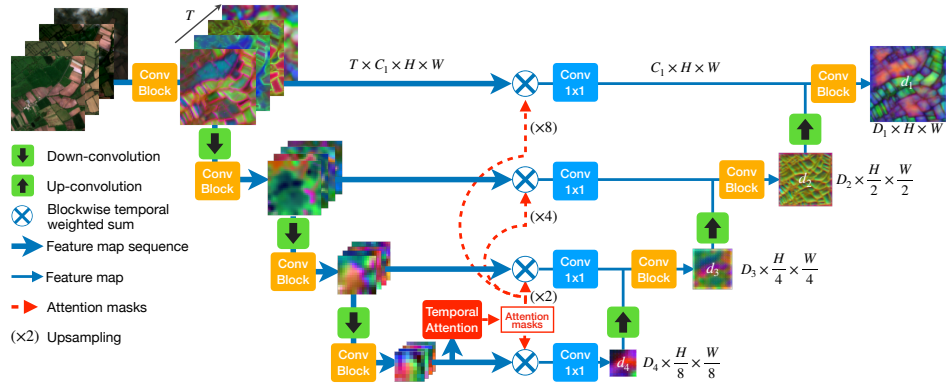 T
Conv
Block
T × C₁ × H × W
Conv
1x1
C₁ × H × W
Conv
Block
d₁
D₁ × H × W
(×8)
Down-convolution
Up-convolution
Blockwise temporal
weighted sum
Feature map sequence
Feature map
Attention masks
(×2) Upsampling
Conv
Block
Conv
1x1
Conv
Block
d₂
D₂ × H/2 × W/2
(×4)
Conv
Block
Conv
1x1
Conv
Block
d₃
D₃ × H/4 × W/4
(×2)
Temporal
Attention
Attention
masks
Conv
Block
Conv
1x1
d₄
D₄ × H/8 × W/8